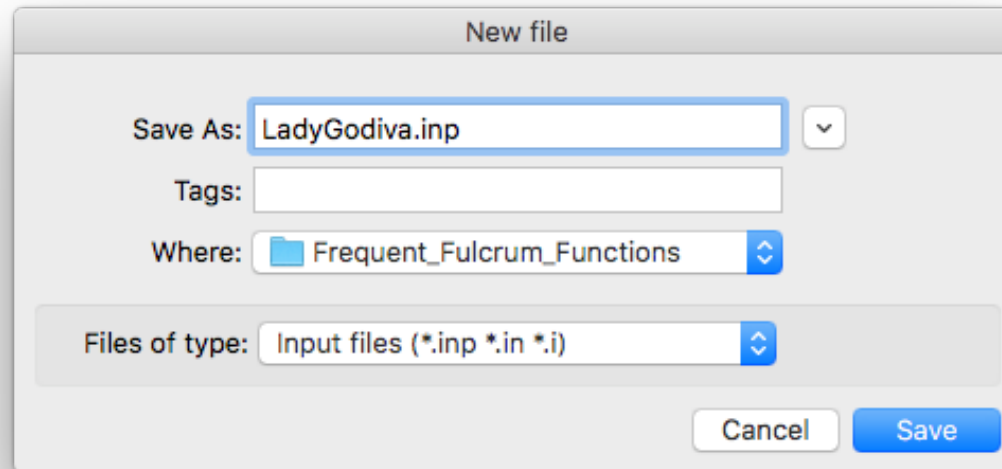 New file
Save As: LadyGodiva.inp
Tags:
Where: Frequent_Fulcrum_Functions
Files of type: Input files (*.inp *.in *.i)
Cancel Save